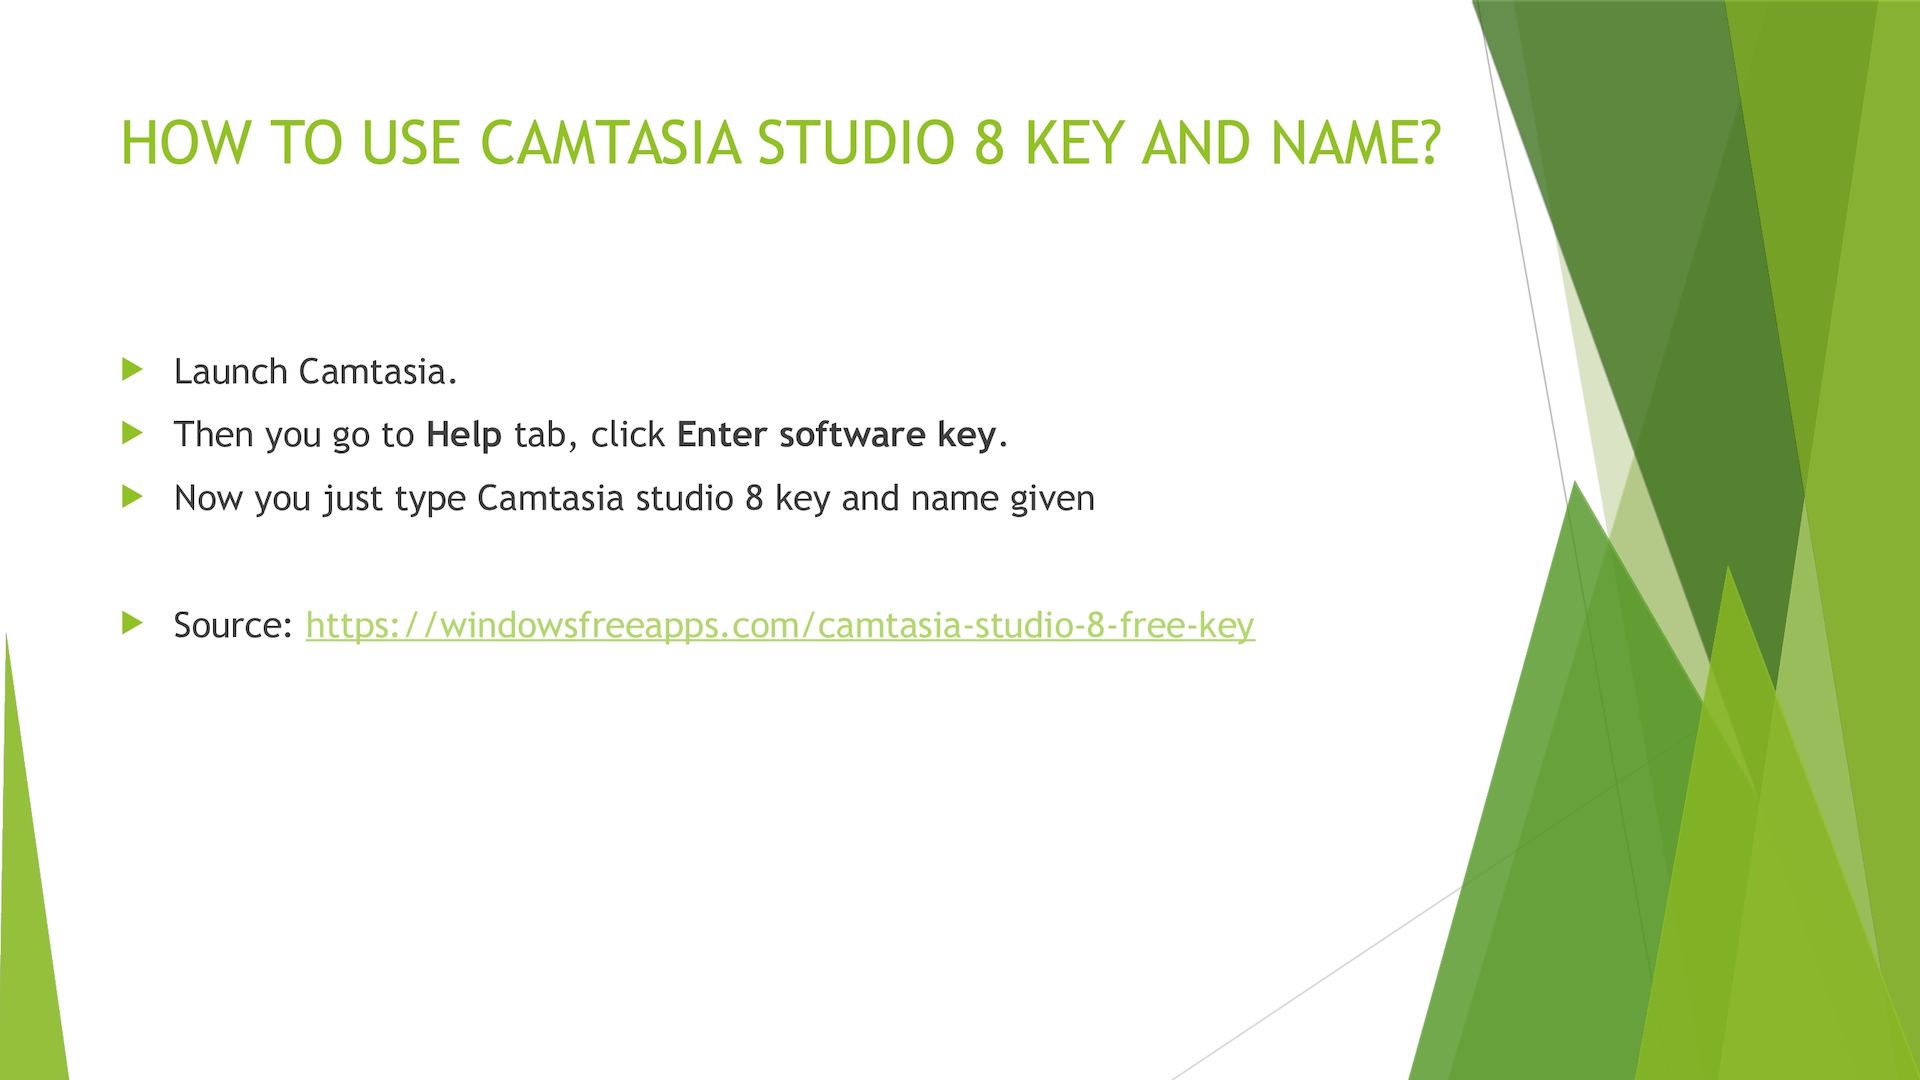 HOW TO USE CAMTASIA STUDIO 8 KEY AND NAME?
Launch Camtasia.
Then you go to Help tab, click Enter software key.
Now you just type Camtasia studio 8 key and name given
Source: https://windowsfreeapps.com/camtasia-studio-8-free-key